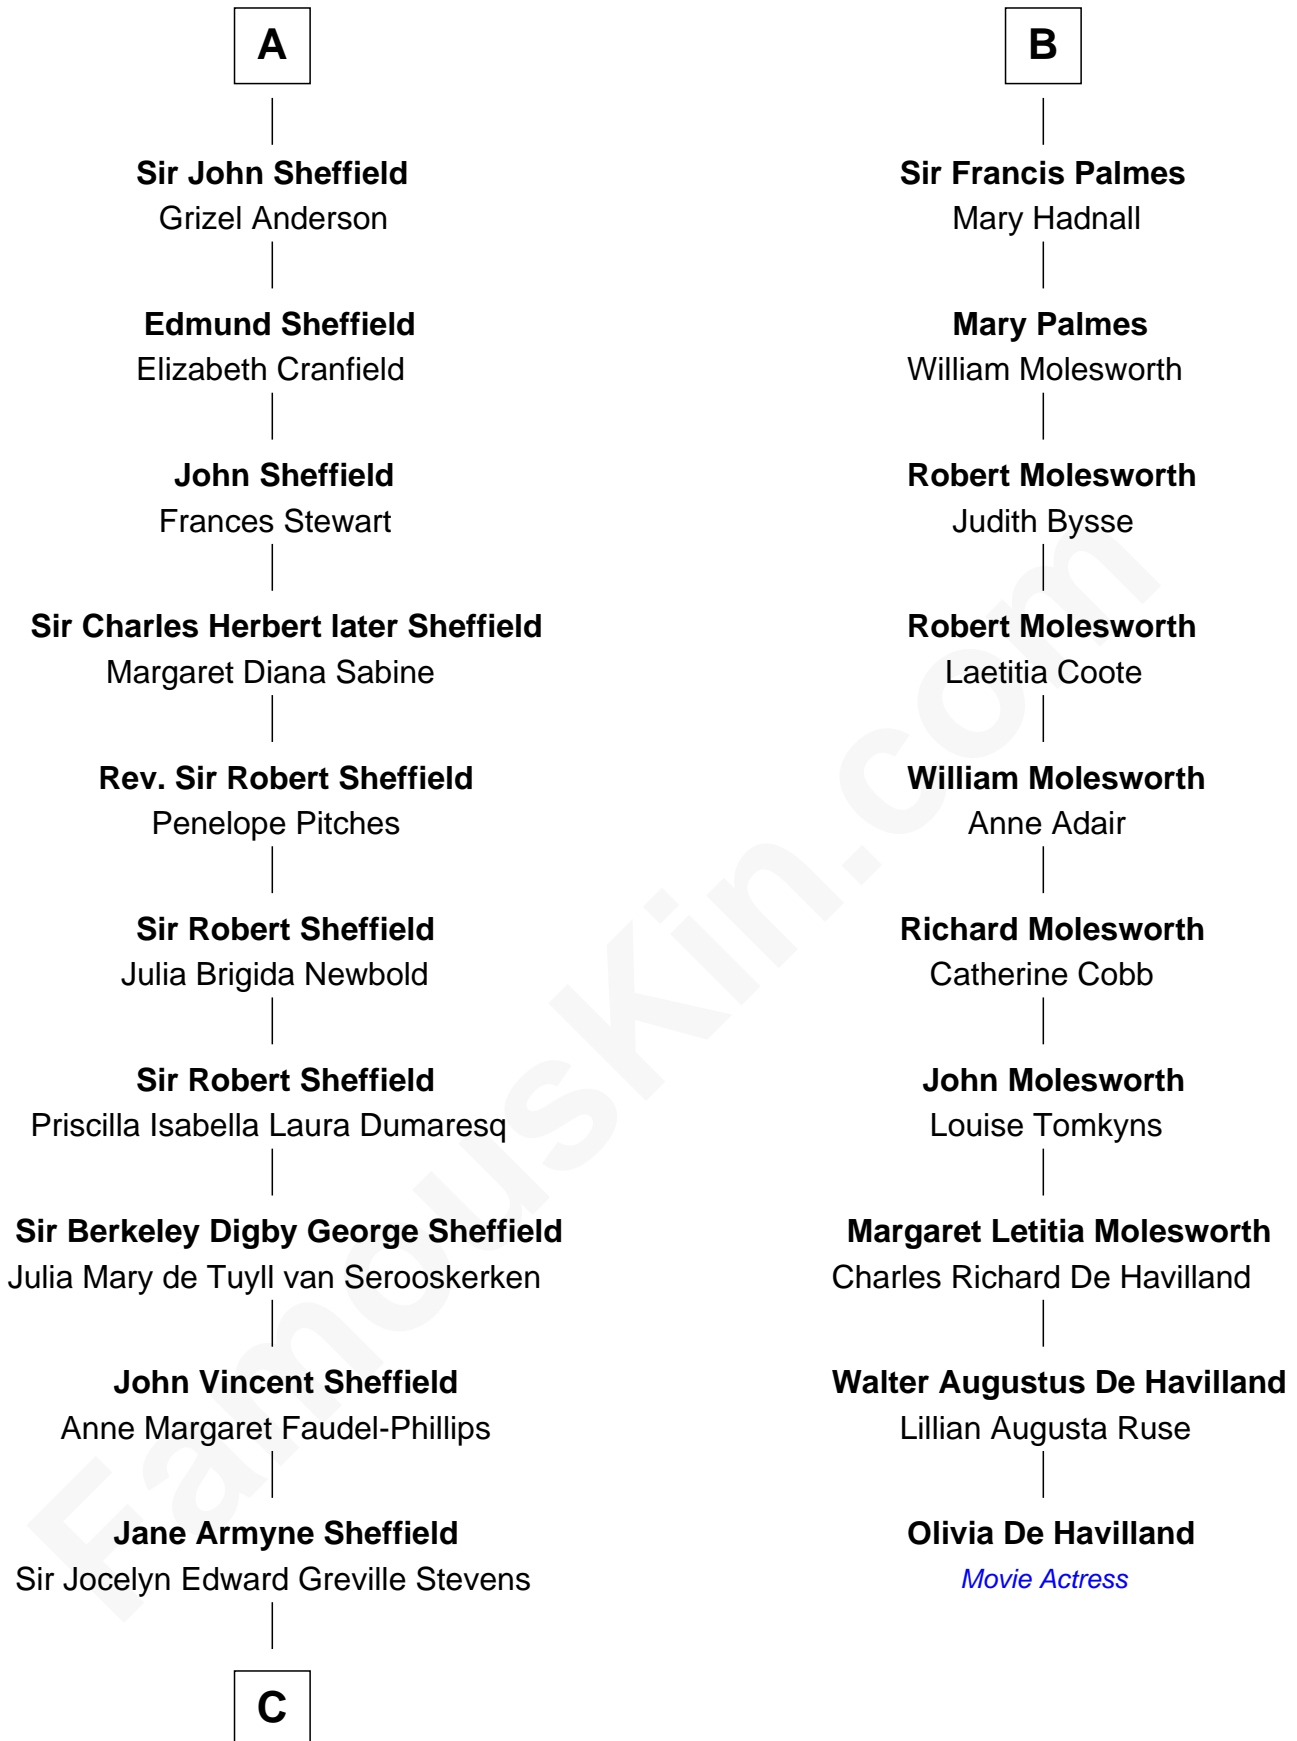 A
Sir John Sheffield
Grizel Anderson
Edmund Sheffield
Elizabeth Cranfield
John Sheffield
Frances Stewart
Sir Charles Herbert later Sheffield
Margaret Diana Sabine
Rev. Sir Robert Sheffield
Penelope Pitches
Sir Robert Sheffield
Julia Brigida Newbold
Sir Robert Sheffield
Priscilla Isabella Laura Dumaresq
Sir Berkeley Digby George Sheffield
Julia Mary de Tuyll van Serooskerken
John Vincent Sheffield
Anne Margaret Faudel-Phillips
Jane Armyne Sheffield
Sir Jocelyn Edward Greville Stevens
C
B
Sir Francis Palmes
Mary Hadnall
Mary Palmes
William Molesworth
Robert Molesworth
Judith Bysse
Robert Molesworth
Laetitia Coote
William Molesworth
Anne Adair
Richard Molesworth
Catherine Cobb
John Molesworth
Louise Tomkyns
Margaret Letitia Molesworth
Charles Richard De Havilland
Walter Augustus De Havilland
Lillian Augusta Ruse
Olivia De Havilland
Movie Actress
FamousKin.com